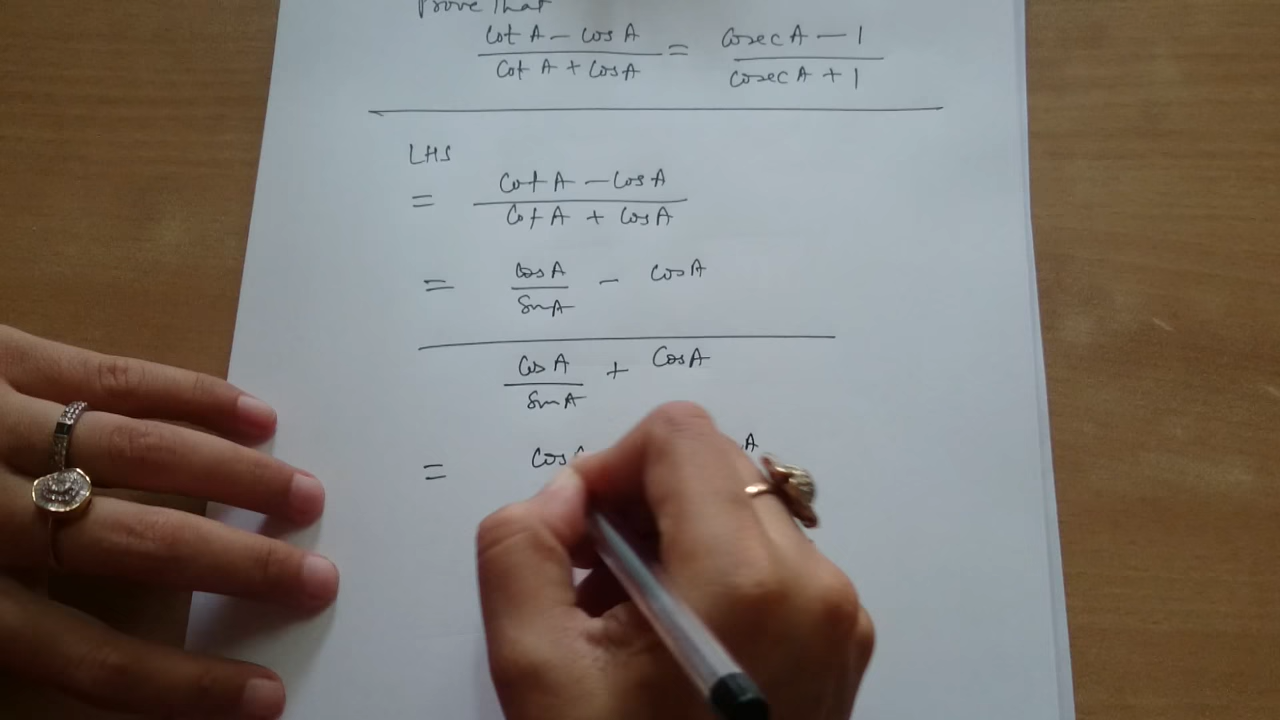 Prove that
Cot A - Cos A = Cosec A - 1
Cot A + Cos A Cosec A + 1
LHS
= Cot A - Cos A
Cot A + Cos A
= Cos A - Cos A
Sin A
Cos A + Cos A
Sin A
= Cos A